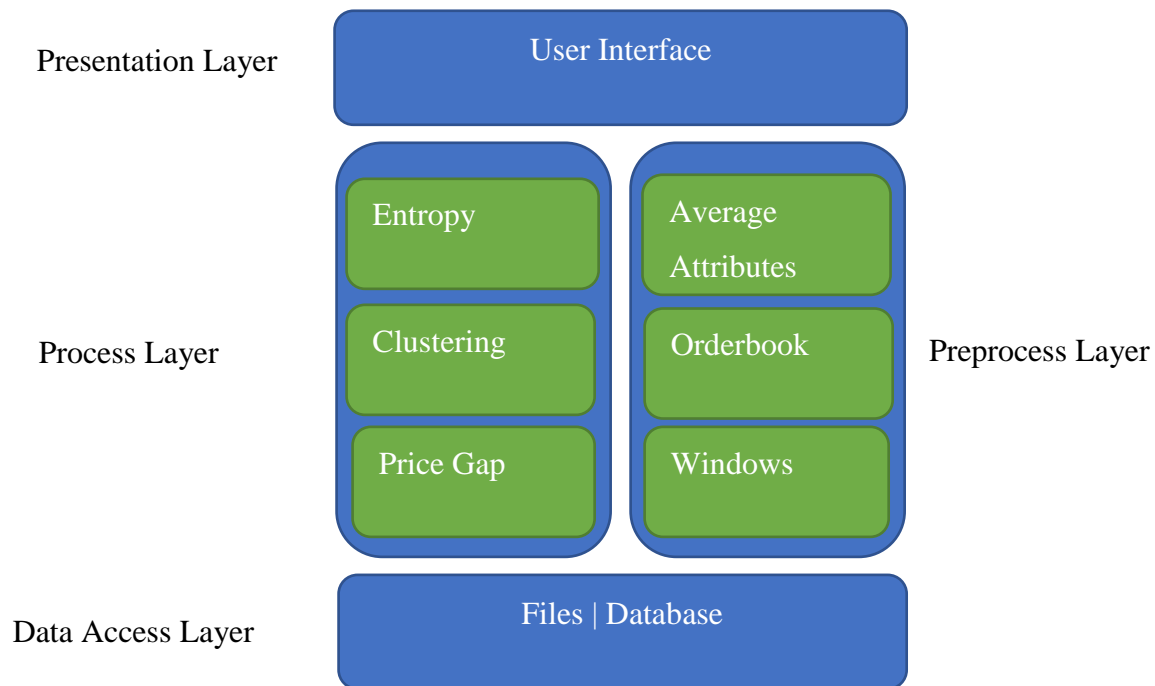 Presentation Layer
User Interface
Process Layer
Entropy
Clustering
Price Gap
Average
Attributes
Orderbook
Windows
Preprocess Layer
Data Access Layer
Files | Database